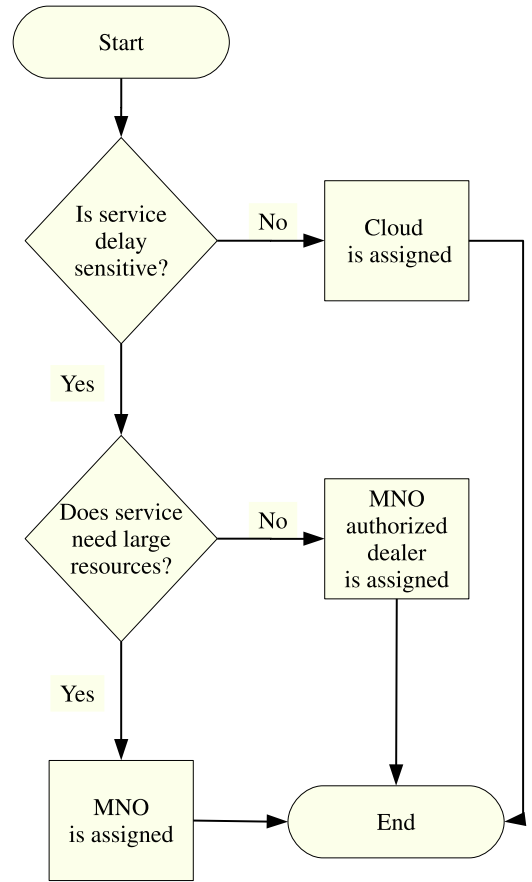 Start
Is service
delay
sensitive?
No
Cloud
is assigned
Yes
Does service
need large
resources?
No
MNO
authorized
dealer
is assigned
Yes
MNO
is assigned
End